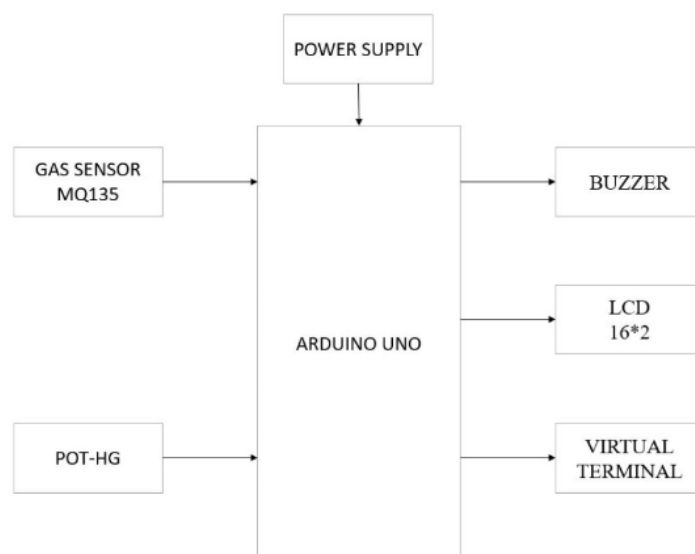 POWER SUPPLY
GAS SENSOR
MQ135
BUZZER
LCD
16*2
ARDUINO UNO
POT-HG
VIRTUAL
TERMINAL